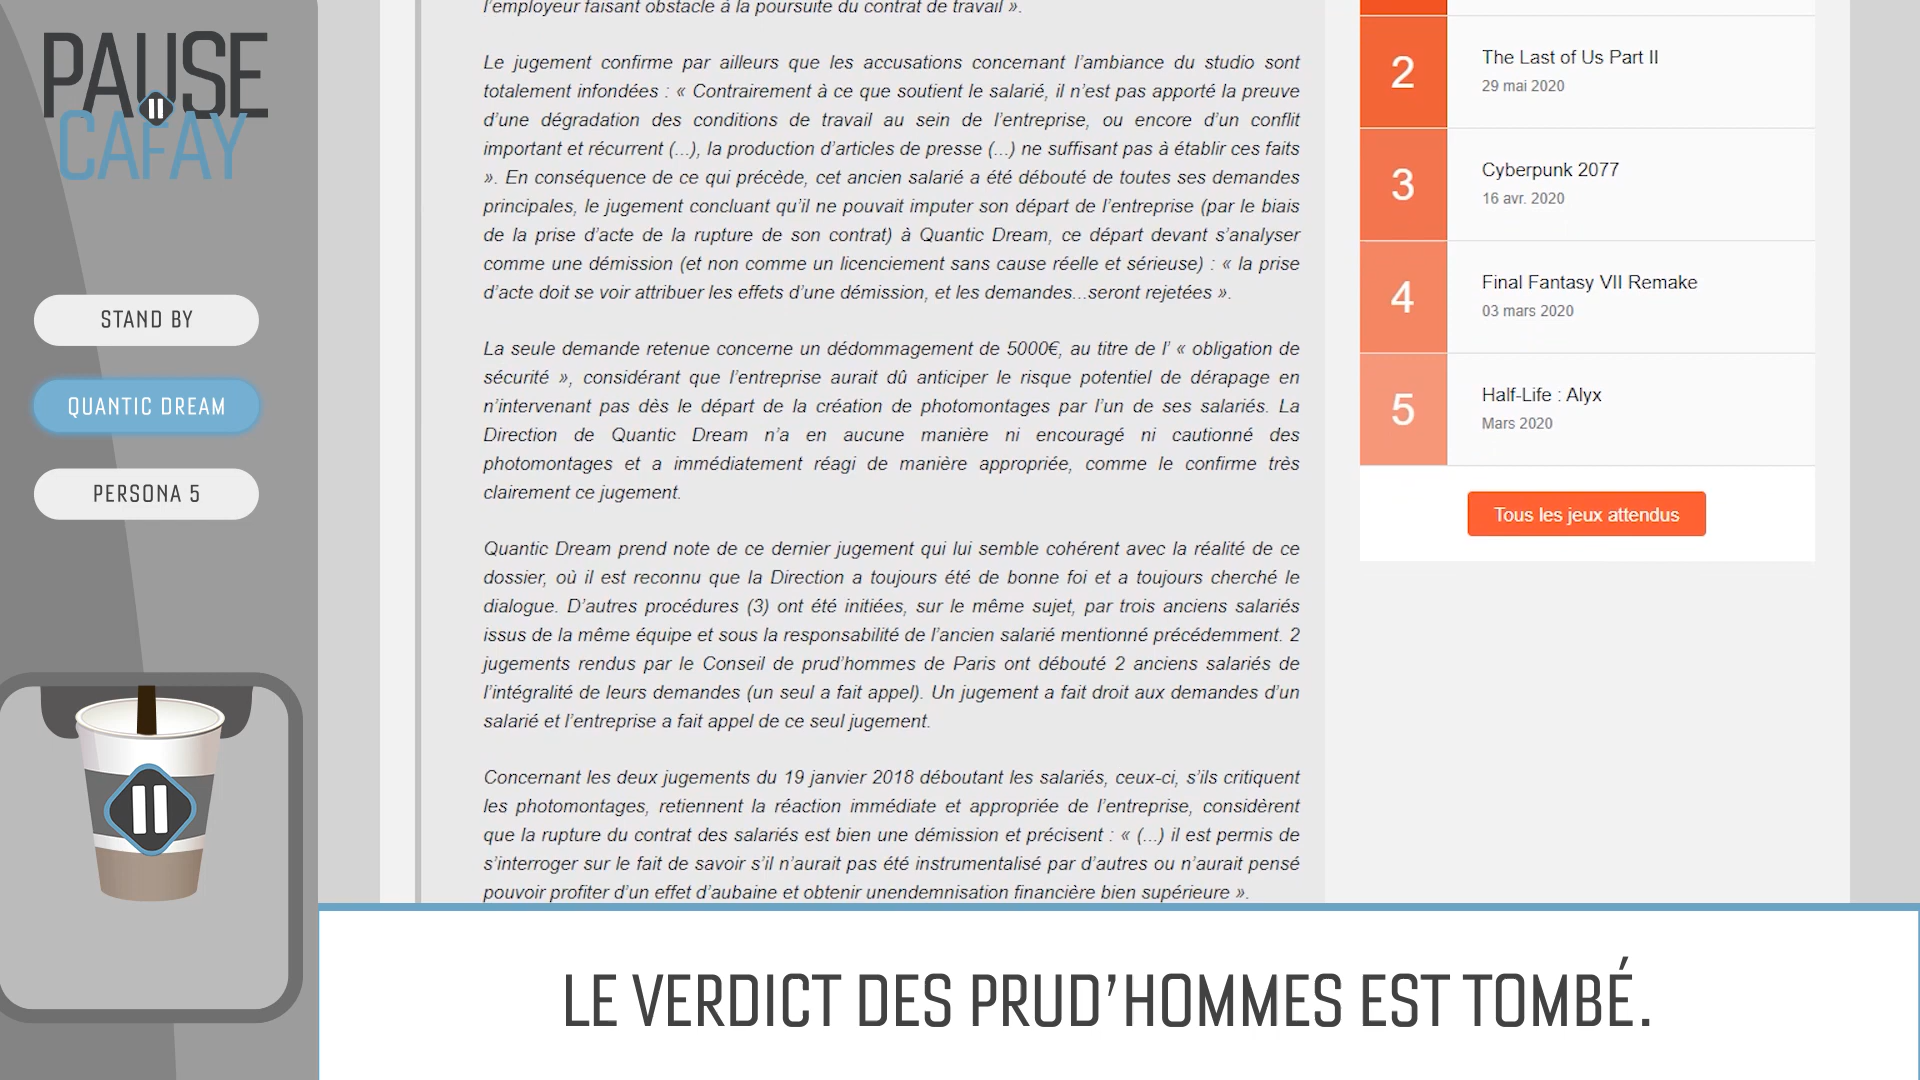 PAUSE
CAFAY
STAND BY
QUANTIC DREAM
PERSONA 5
l'employeur faisant obstacle à la poursuite du contrat de travail ».
Le jugement confirme par ailleurs que les accusations concernant l'ambiance du studio sont
totalement infondées : « Contrairement à ce que soutient le salarié, il n'est pas apporté la preuve
d'une dégradation des conditions de travail au sein de l'entreprise, ou encore d'un conflit
important et récurrent (...), la production d'articles de presse (...) ne suffisant pas à établir ces faits
». En conséquence de ce qui précède, cet ancien salarié a été débouté de toutes ses demandes
principales, le jugement concluant qu'il ne pouvait imputer son départ de l'entreprise (par le biais
de la prise d'acte de la rupture de son contrat) à Quantic Dream, ce départ devant s'analyser
comme une démission (et non comme un licenciement sans cause réelle et sérieuse) : « la prise
d'acte doit se voir attribuer les effets d'une démission, et les demandes...seront rejetées ».
La seule demande retenue concerne un dédommagement de 5000€, au titre de l' « obligation de
sécurité », considérant que l'entreprise aurait dû anticiper le risque potentiel de dérapage en
n'intervenant pas dès le départ de la création de photomontages par l'un de ses salariés. La
Direction de Quantic Dream n'a en aucune manière ni encouragé ni cautionné des
photomontages et a immédiatement réagi de manière appropriée, comme le confirme très
clairement ce jugement.
Quantic Dream prend note de ce dernier jugement qui lui semble cohérent avec la réalité de ce
dossier, où il est reconnu que la Direction a toujours été de bonne foi et a toujours cherché le
dialogue. D'autres procédures (3) ont été initiées, sur le même sujet, par trois anciens salariés
issus de la même équipe et sous la responsabilité de l'ancien salarié mentionné précédemment. 2
jugements rendus par le Conseil de prud'hommes de Paris ont débouté 2 anciens salariés de
l'intégralité de leurs demandes (un seul a fait appel). Un jugement a fait droit aux demandes d'un
salarié et l'entreprise a fait appel de ce seul jugement.
Concernant les deux jugements du 19 janvier 2018 déboutant les salariés, ceux-ci, s'ils critiquent
les photomontages, retiennent la réaction immédiate et appropriée de l'entreprise, considèrent
que la rupture du contrat des salariés est bien une démission et précisent : « (...) il est permis de
s'interroger sur le fait de savoir s'il n'aurait pas été instrumentalisé par d'autres ou n'aurait pensé
pouvoir profiter d'un effet d'aubaine et obtenir unendemnisation financière bien supérieure ».
2
The Last of Us Part II
29 mai 2020
3
Cyberpunk 2077
16 avr. 2020
4
Final Fantasy VII Remake
03 mars 2020
5
Half-Life : Alyx
Mars 2020
Tous les jeux attendus
LE VERDICT DES PRUD'HOMMES EST TOMBÉ.